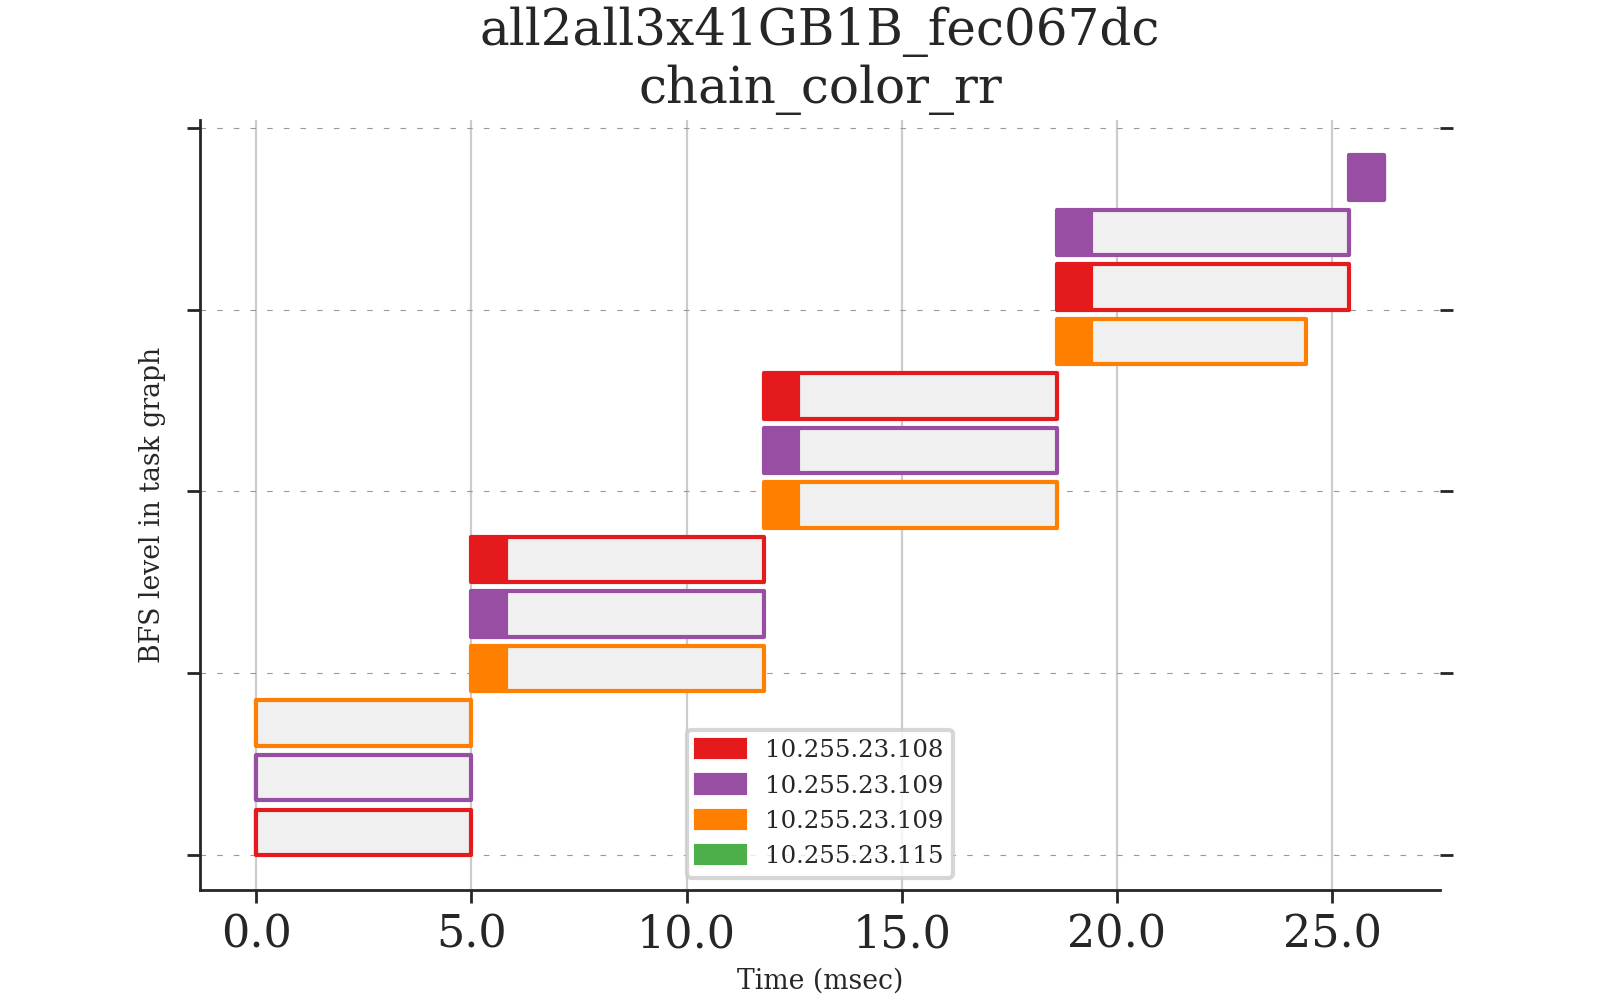 all2all3x41GB1B_fec067dc
chain_color_rr
BFS level in task graph
10.255.23.108
10.255.23.109
10.255.23.109
10.255.23.115
0.0 5.0 10.0 15.0 20.0 25.0
Time (msec)